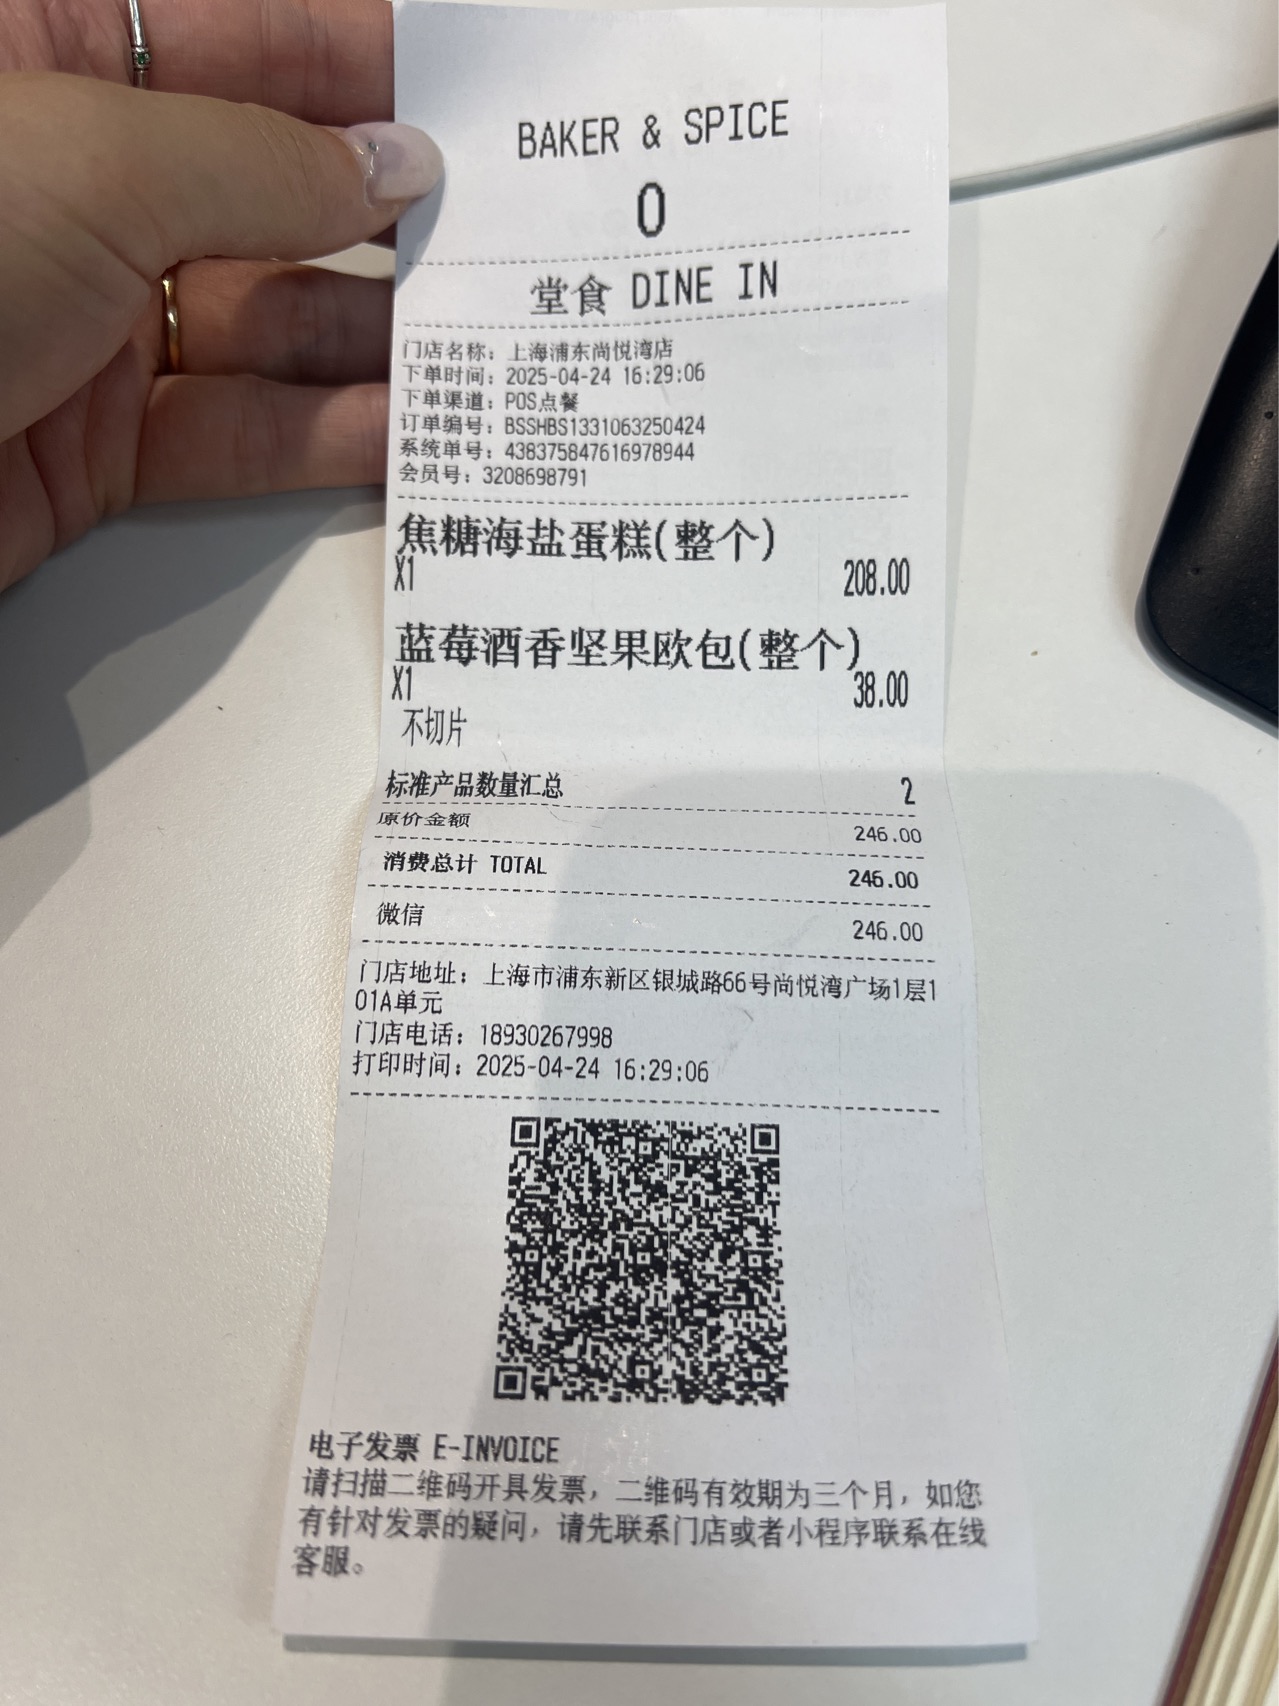 BAKER & SPICE
0
堂食 DINE IN
门店名称：上海浦东尚悦湾店
下单时间：2025-04-24 16:29:06
下单渠道：POS点餐
订单编号：BSSHBS1331063250424
系统单号：438375847616978944
会员号：3208698791
焦糖海盐蛋糕(整个)
X1 208.00
蓝莓酒香坚果欧包(整个)
X1 38.00
不切片
标准产品数量汇总 2
原价金额 246.00
消费总计 TOTAL 246.00
微信 246.00
门店地址：上海市浦东新区银城路66号尚悦湾广场1层1
01A单元
门店电话：18930267998
打印时间：2025-04-24 16:29:06
电子发票 E-INVOICE
请扫描二维码开具发票，二维码有效期为三个月，如您
有针对发票的疑问，请先联系门店或者小程序联系在线
客服。